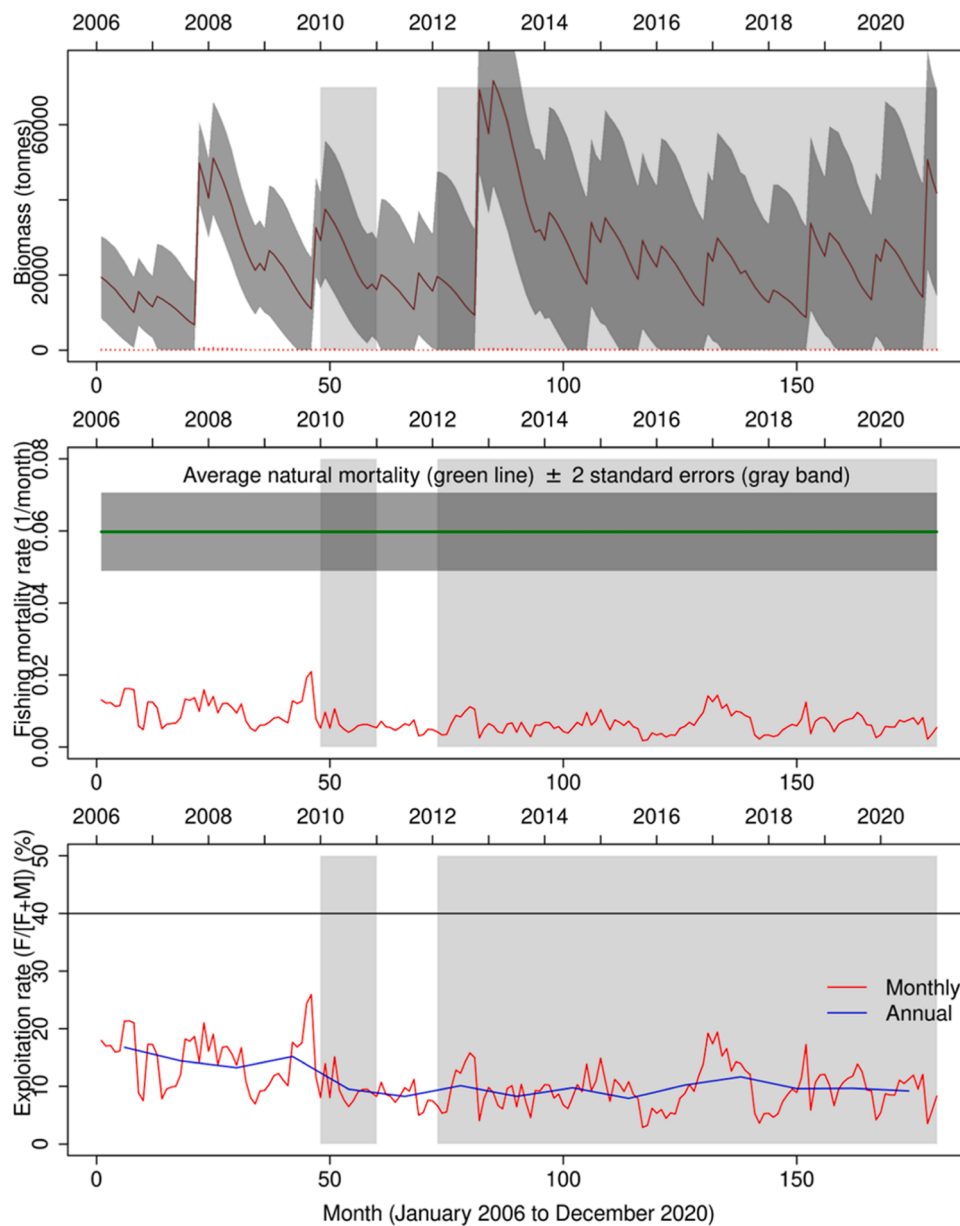 2006 2008 2010 2012 2014 2016 2018 2020
Biomass (tonnes)
60000
20000
0
0 50 100 150
2006 2008 2010 2012 2014 2016 2018 2020
Fishing mortality rate (1/month)
Average natural mortality (green line) ± 2 standard errors (gray band)
0.08
0.06
0.04
0.02
0.00
0 50 100 150
2006 2008 2010 2012 2014 2016 2018 2020
Exploitation rate (F/[F+M]) (%)
50
40
30
20
10
0
Monthly
Annual
0 50 100 150
Month (January 2006 to December 2020)